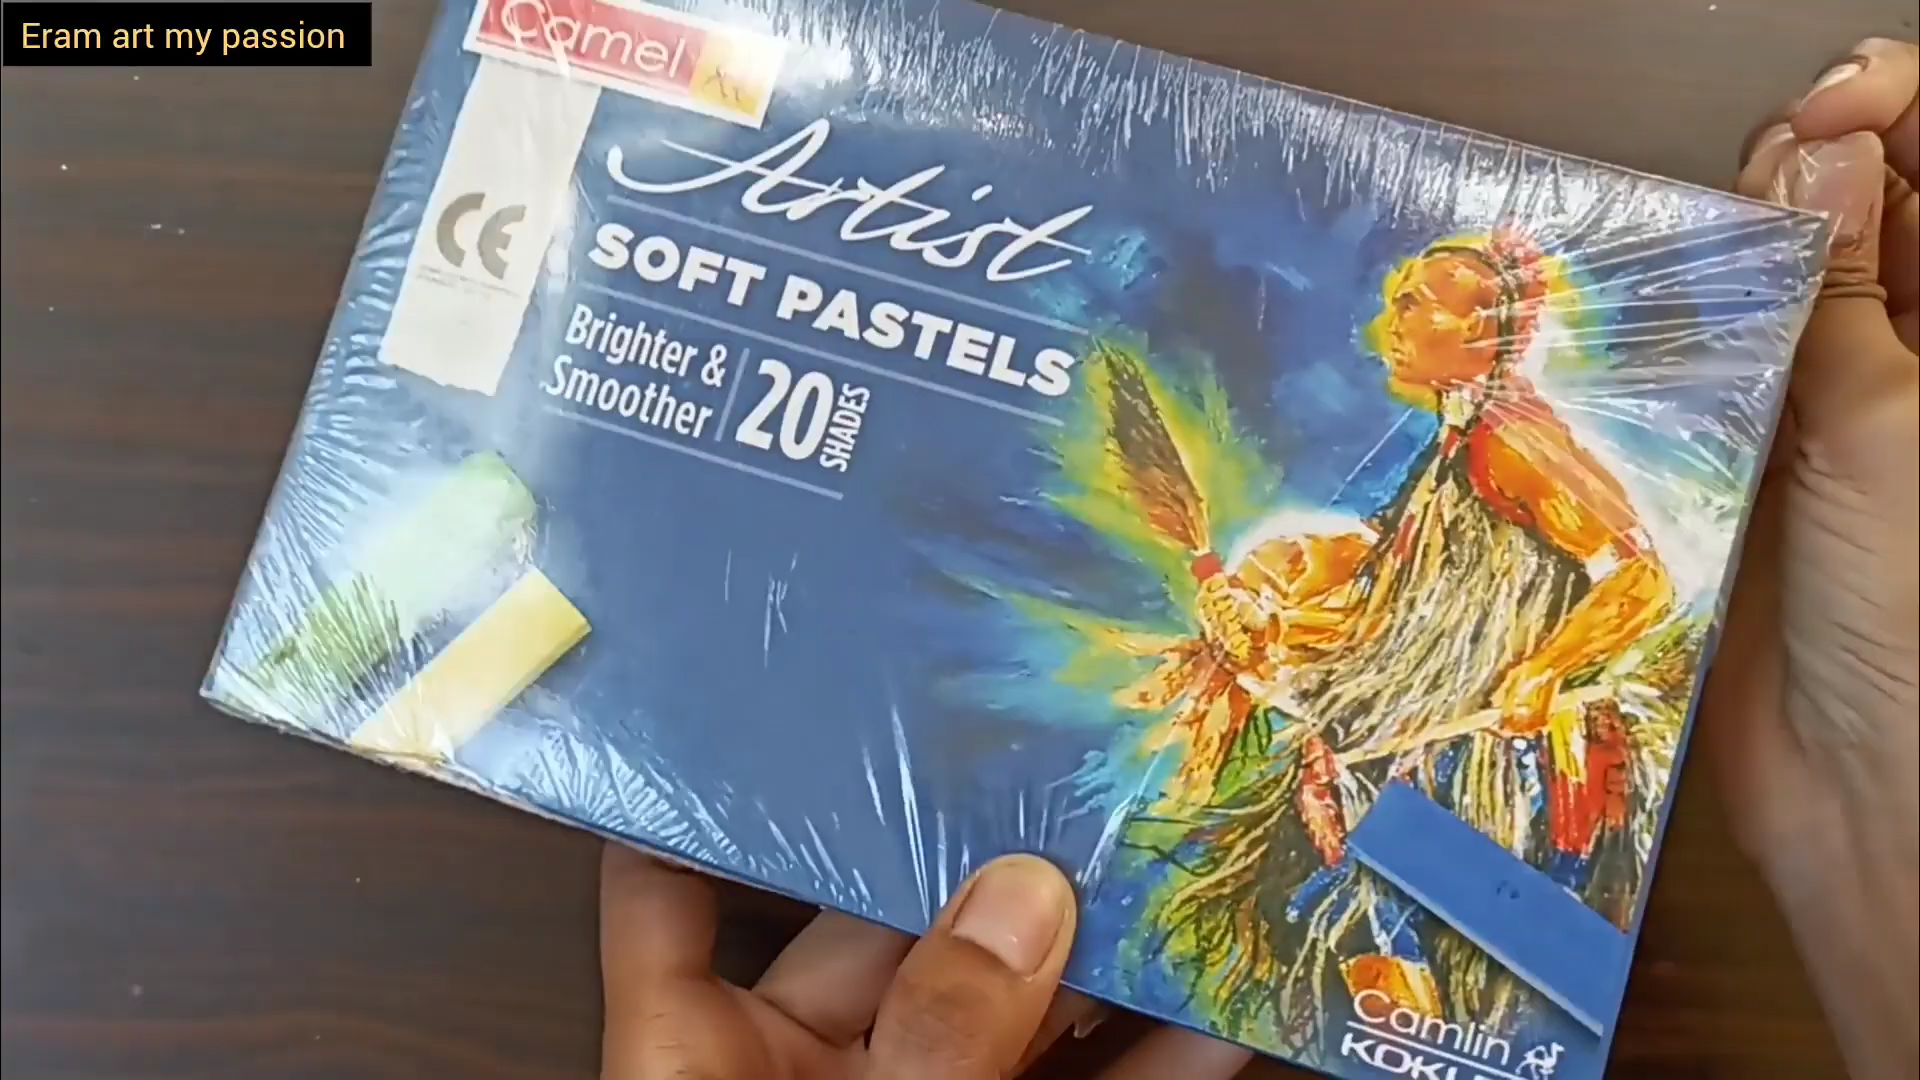 Eram art my passion
Camel
CE
Artist
SOFT PASTELS
Brighter &
Smoother
20
SHADES
Camlin